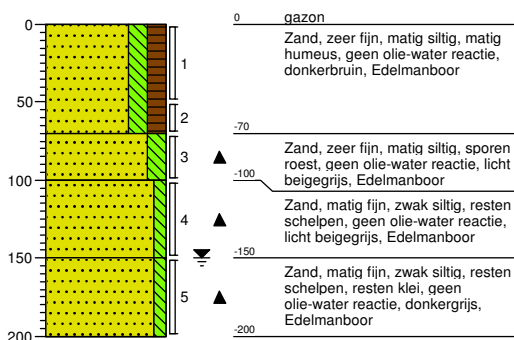 0
50
100
150
200
1
2
3
4
5
0 gazon
Zand, zeer fijn, matig siltig, matig
humeus, geen olie-water reactie,
donkerbruin, Edelmanboor
-70
Zand, zeer fijn, matig siltig, sporen
roest, geen olie-water reactie, licht
beigegrijs, Edelmanboor
-100
Zand, matig fijn, zwak siltig, resten
schelpen, geen olie-water reactie,
licht beigegrijs, Edelmanboor
-150
Zand, matig fijn, zwak siltig, resten
schelpen, resten klei, geen
olie-water reactie, donkergrijs,
Edelmanboor
-200